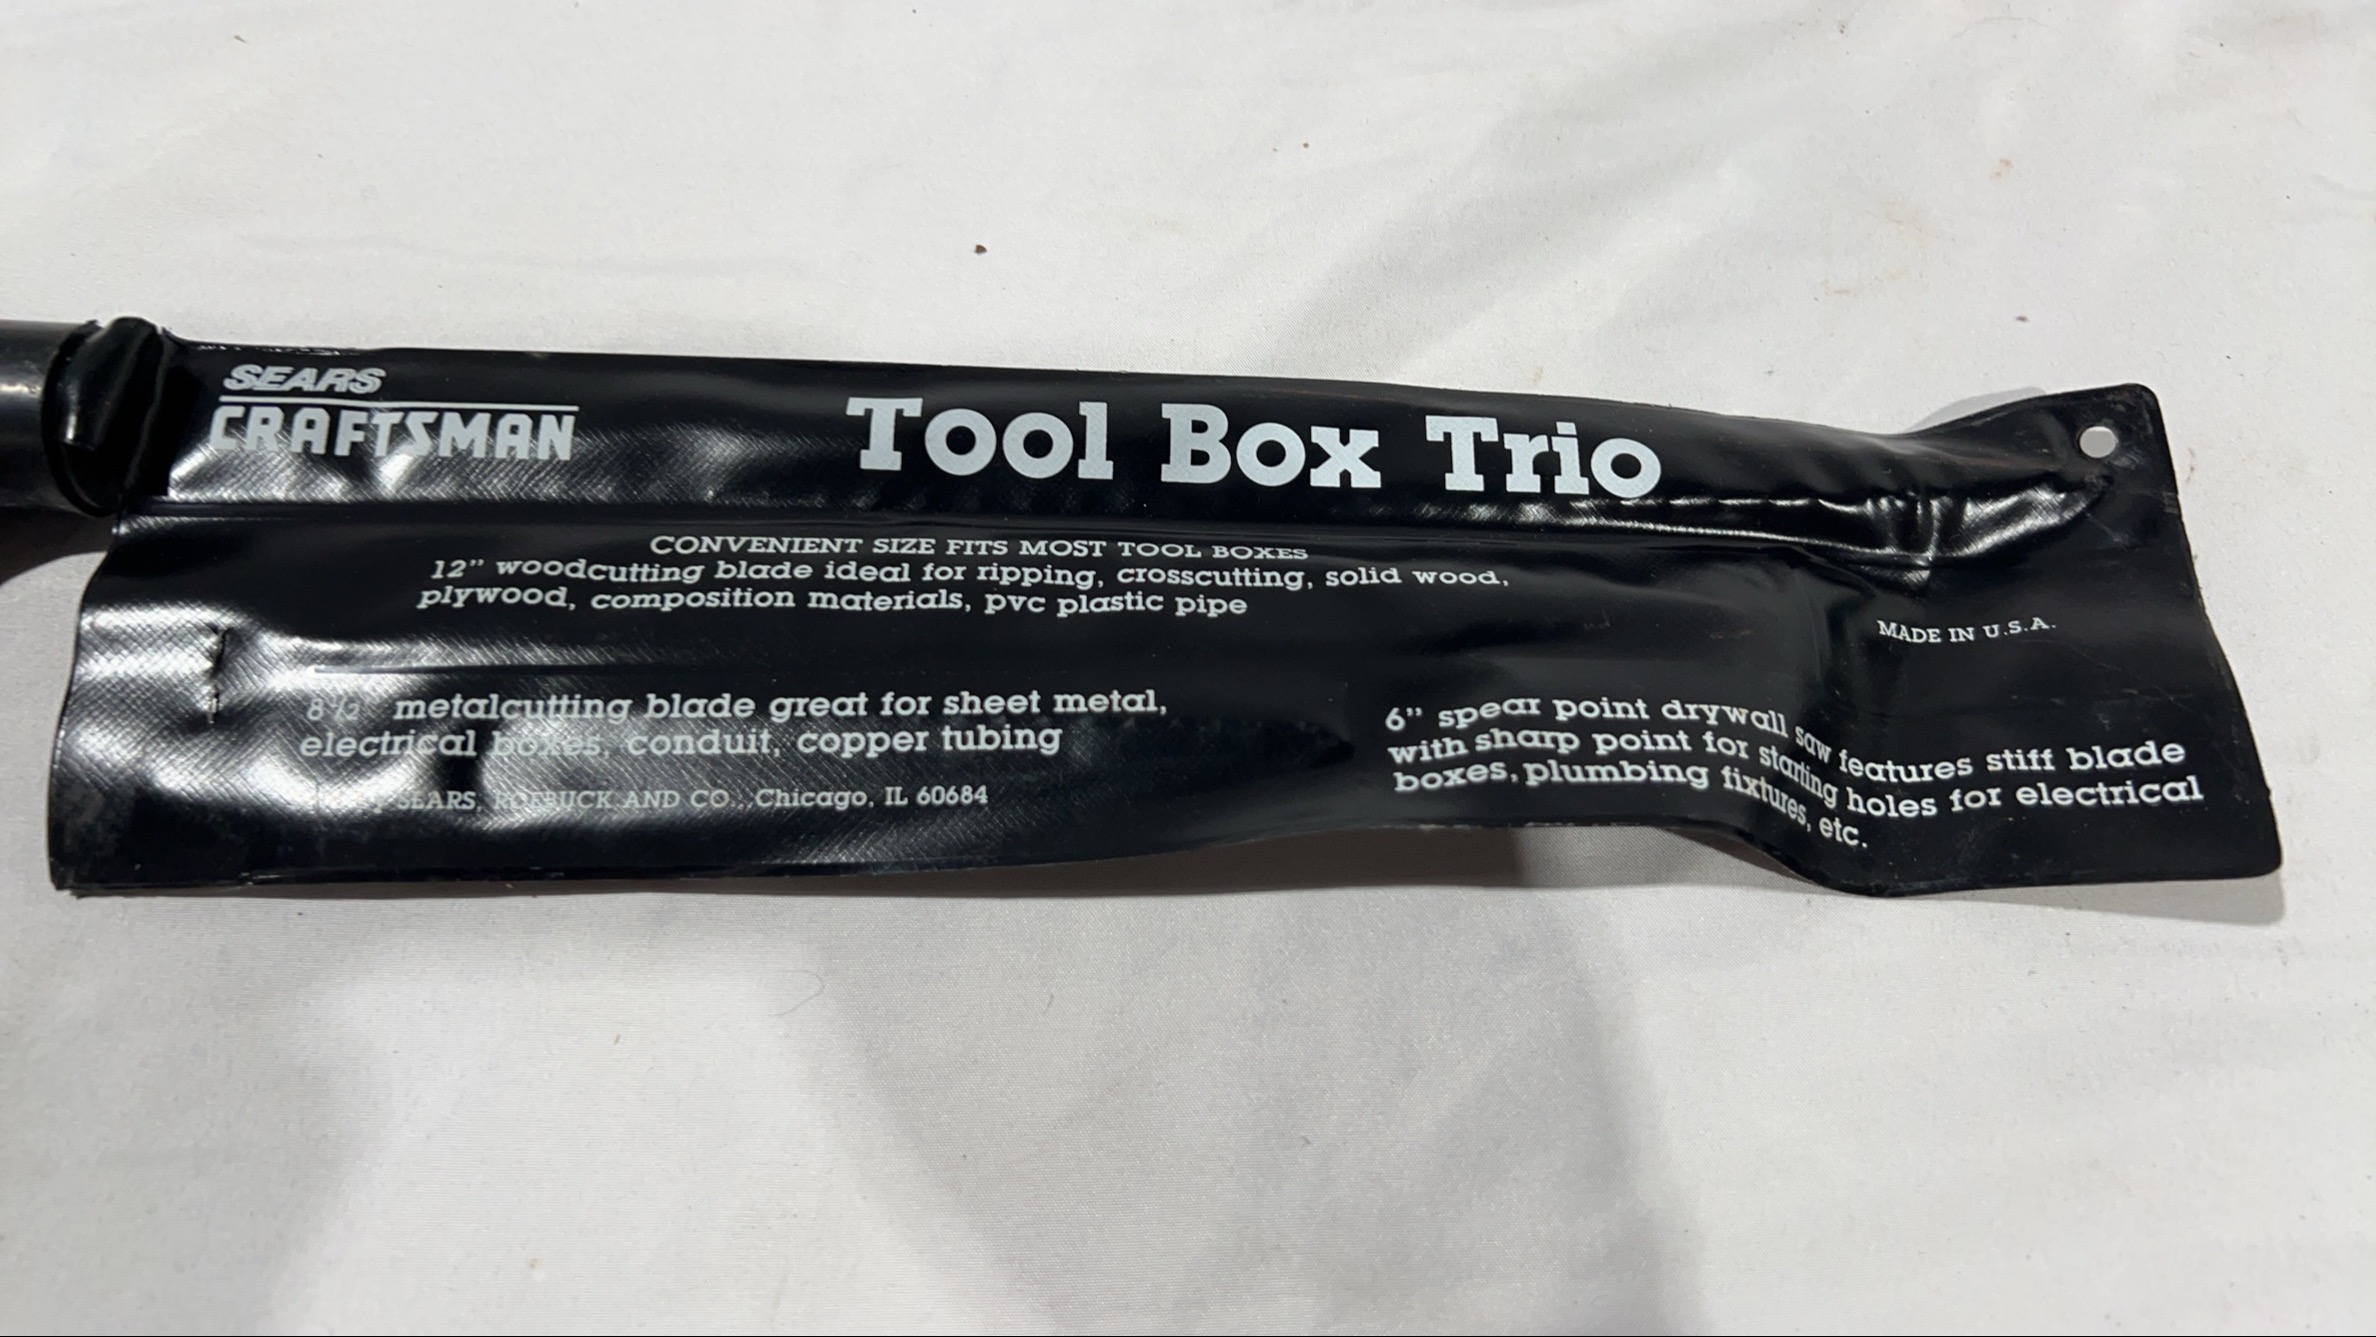 SEARS
CRAFTSMAN
Tool Box Trio
CONVENIENT SIZE FITS MOST TOOL BOXES
12” woodcutting blade ideal for ripping, crosscutting, solid wood,
plywood, composition materials, pvc plastic pipe
MADE IN U.S.A.
8½” metalcutting blade great for sheet metal,
electrical boxes, conduit, copper tubing
SEARS, ROEBUCK AND CO., Chicago, IL 60684
6” spear point drywall saw features stiff blade
with sharp point for starting holes for electrical
boxes, plumbing fixtures, etc.